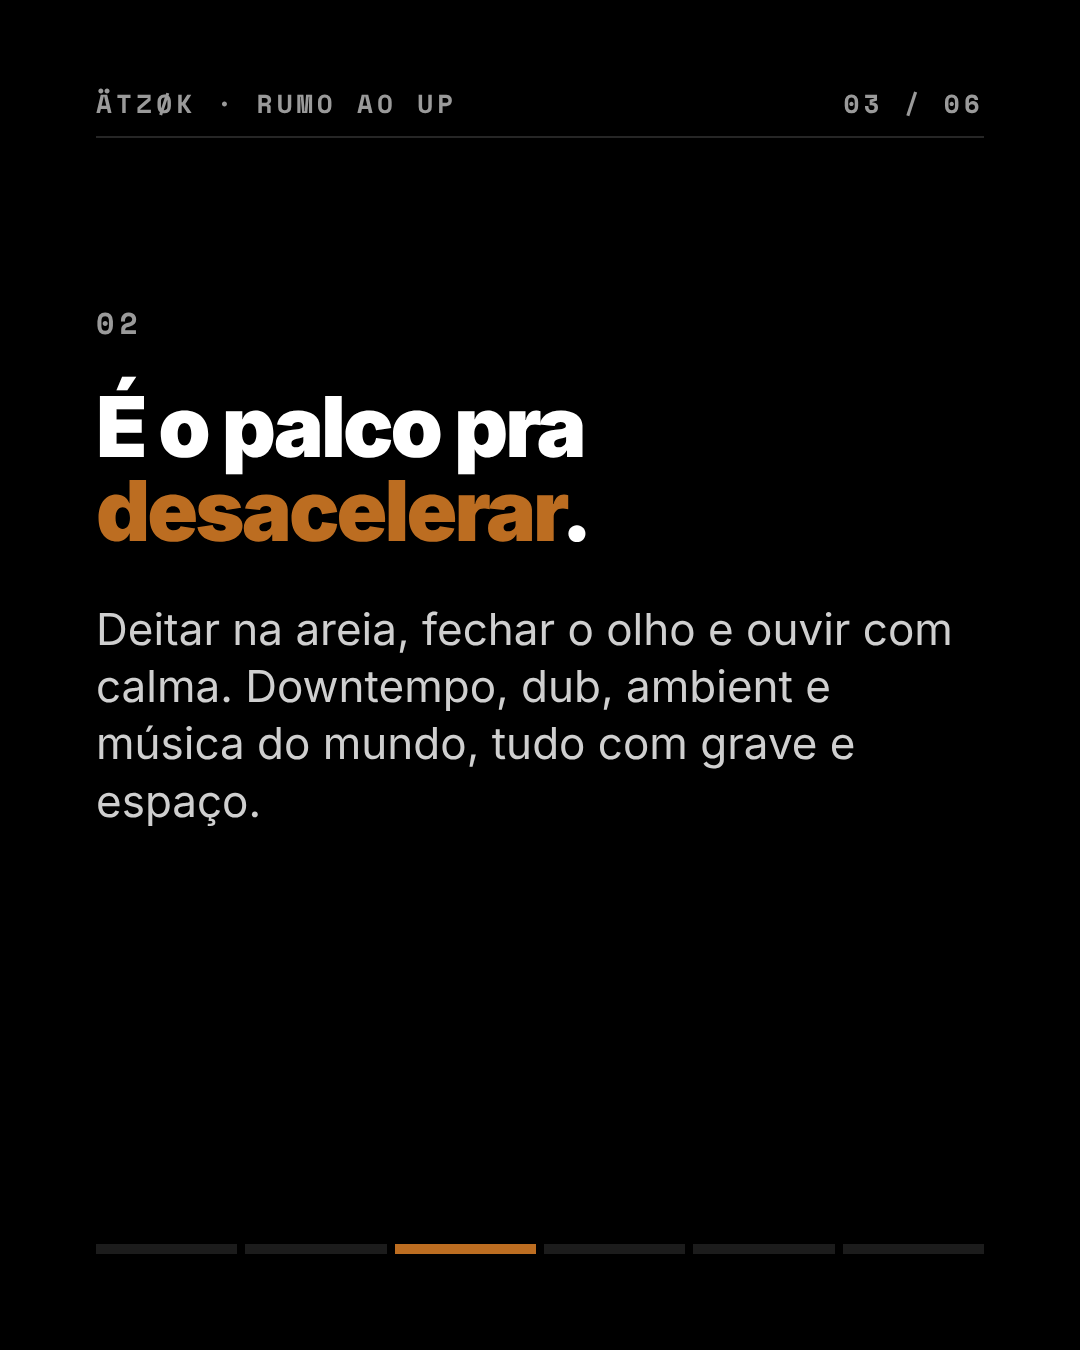 ÄTZØK · RUMO AO UP
03 / 06
02
É o palco pra
desacelerar.
Deitar na areia, fechar o olho e ouvir com
calma. Downtempo, dub, ambient e
música do mundo, tudo com grave e
espaço.